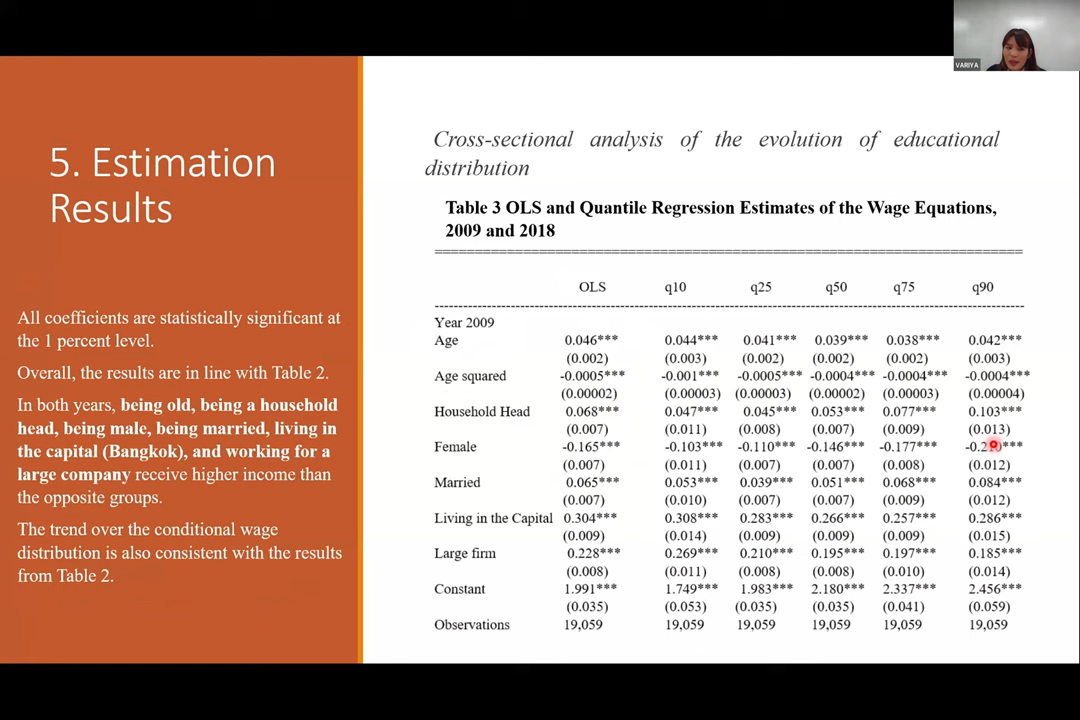 VARIYA
5. Estimation
Results
All coefficients are statistically significant at
the 1 percent level.
Overall, the results are in line with Table 2.
In both years, being old, being a household
head, being male, being married, living in
the capital (Bangkok), and working for a
large company receive higher income than
the opposite groups.
The trend over the conditional wage
distribution is also consistent with the results
from Table 2.
Cross-sectional analysis of the evolution of educational
distribution
Table 3 OLS and Quantile Regression Estimates of the Wage Equations,
2009 and 2018
OLS q10 q25 q50 q75 q90
Year 2009
Age 0.046*** 0.044*** 0.041*** 0.039*** 0.038*** 0.042***
(0.002) (0.003) (0.002) (0.002) (0.002) (0.003)
Age squared -0.0005*** -0.001*** -0.0005*** -0.0004*** -0.0004*** -0.0004***
(0.00002) (0.00003) (0.00003) (0.00002) (0.00003) (0.00004)
Household Head 0.068*** 0.047*** 0.045*** 0.053*** 0.077*** 0.103***
(0.007) (0.011) (0.008) (0.007) (0.009) (0.013)
Female -0.165*** -0.103*** -0.110*** -0.146*** -0.177***
(0.007) (0.011) (0.007) (0.007) (0.008) (0.012)
Married 0.065*** 0.053*** 0.039*** 0.051*** 0.068*** 0.084***
(0.007) (0.010) (0.007) (0.007) (0.009) (0.012)
Living in the Capital 0.304*** 0.308*** 0.283*** 0.266*** 0.257*** 0.286***
(0.009) (0.014) (0.009) (0.009) (0.009) (0.015)
Large firm 0.228*** 0.269*** 0.210*** 0.195*** 0.197*** 0.185***
(0.008) (0.011) (0.008) (0.008) (0.010) (0.014)
Constant 1.991*** 1.749*** 1.983*** 2.180*** 2.337*** 2.456***
(0.035) (0.053) (0.035) (0.035) (0.041) (0.059)
Observations 19,059 19,059 19,059 19,059 19,059 19,059